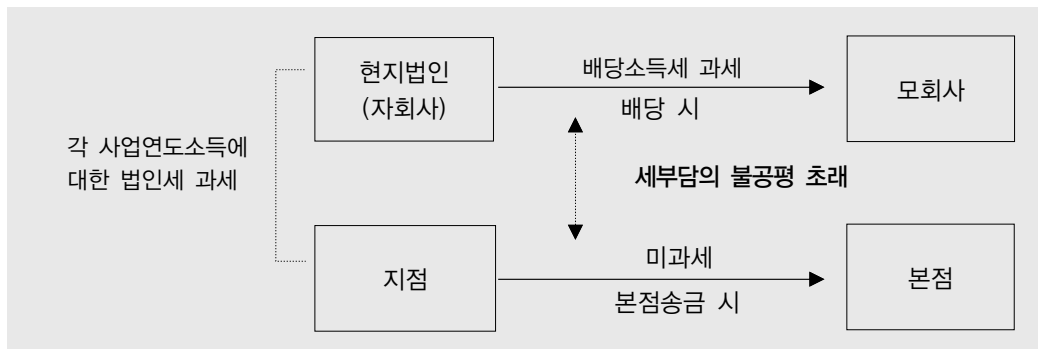 현지법인
(자회사)
배당소득세 과세
배당 시
모회사
각 사업연도소득에
대한 법인세 과세
세부담의 불공평 초래
지점
미과세
본점송금 시
본점